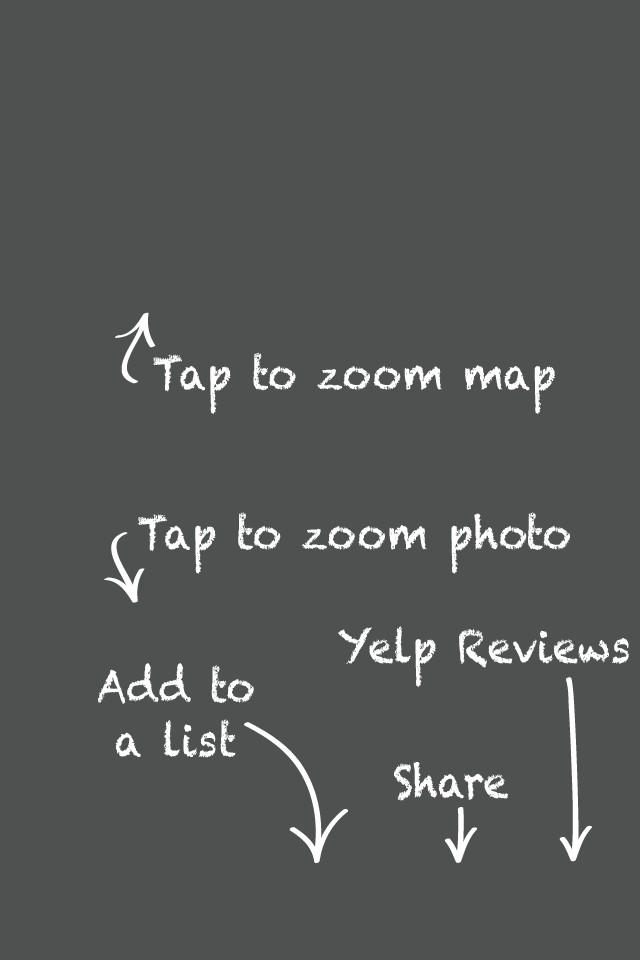 Tap to zoom map
Tap to zoom photo
Yelp Reviews
Add to
a list
Share